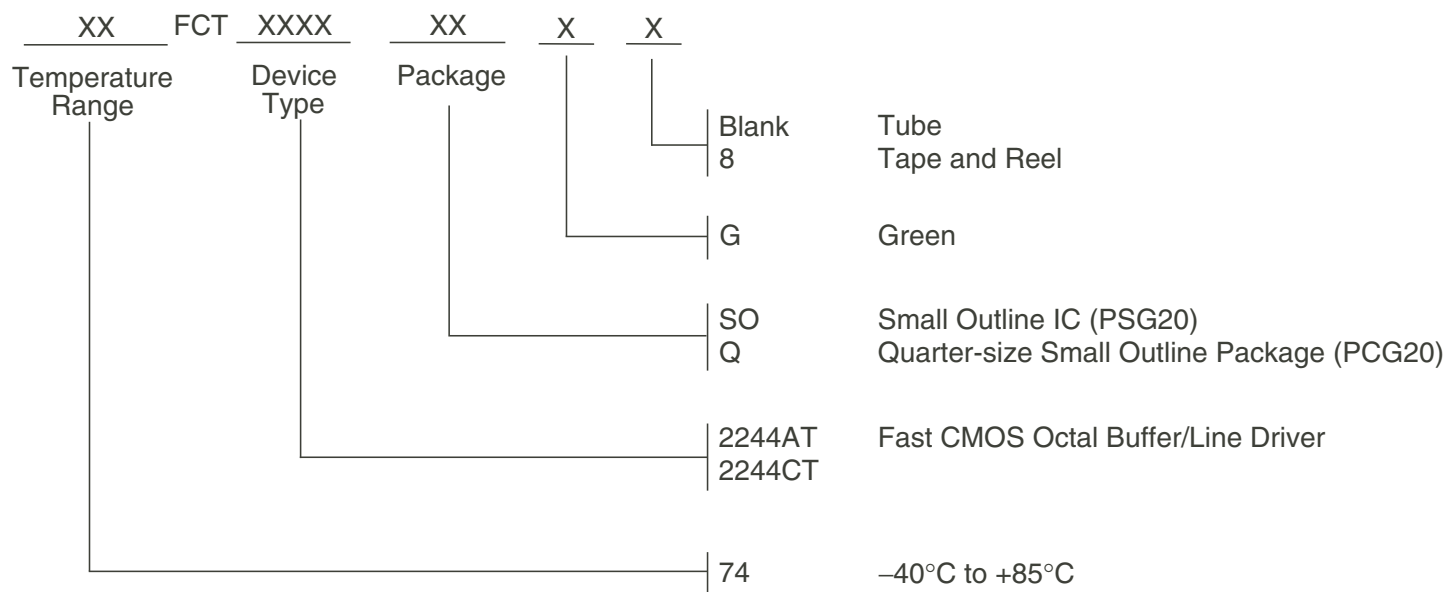 XX FCT XXXX XX X X
Temperature Range Device Type Package
Blank Tube
8 Tape and Reel
G Green
SO Small Outline IC (PSG20)
Q Quarter-size Small Outline Package (PCG20)
2244AT Fast CMOS Octal Buffer/Line Driver
2244CT
74 –40°C to +85°C